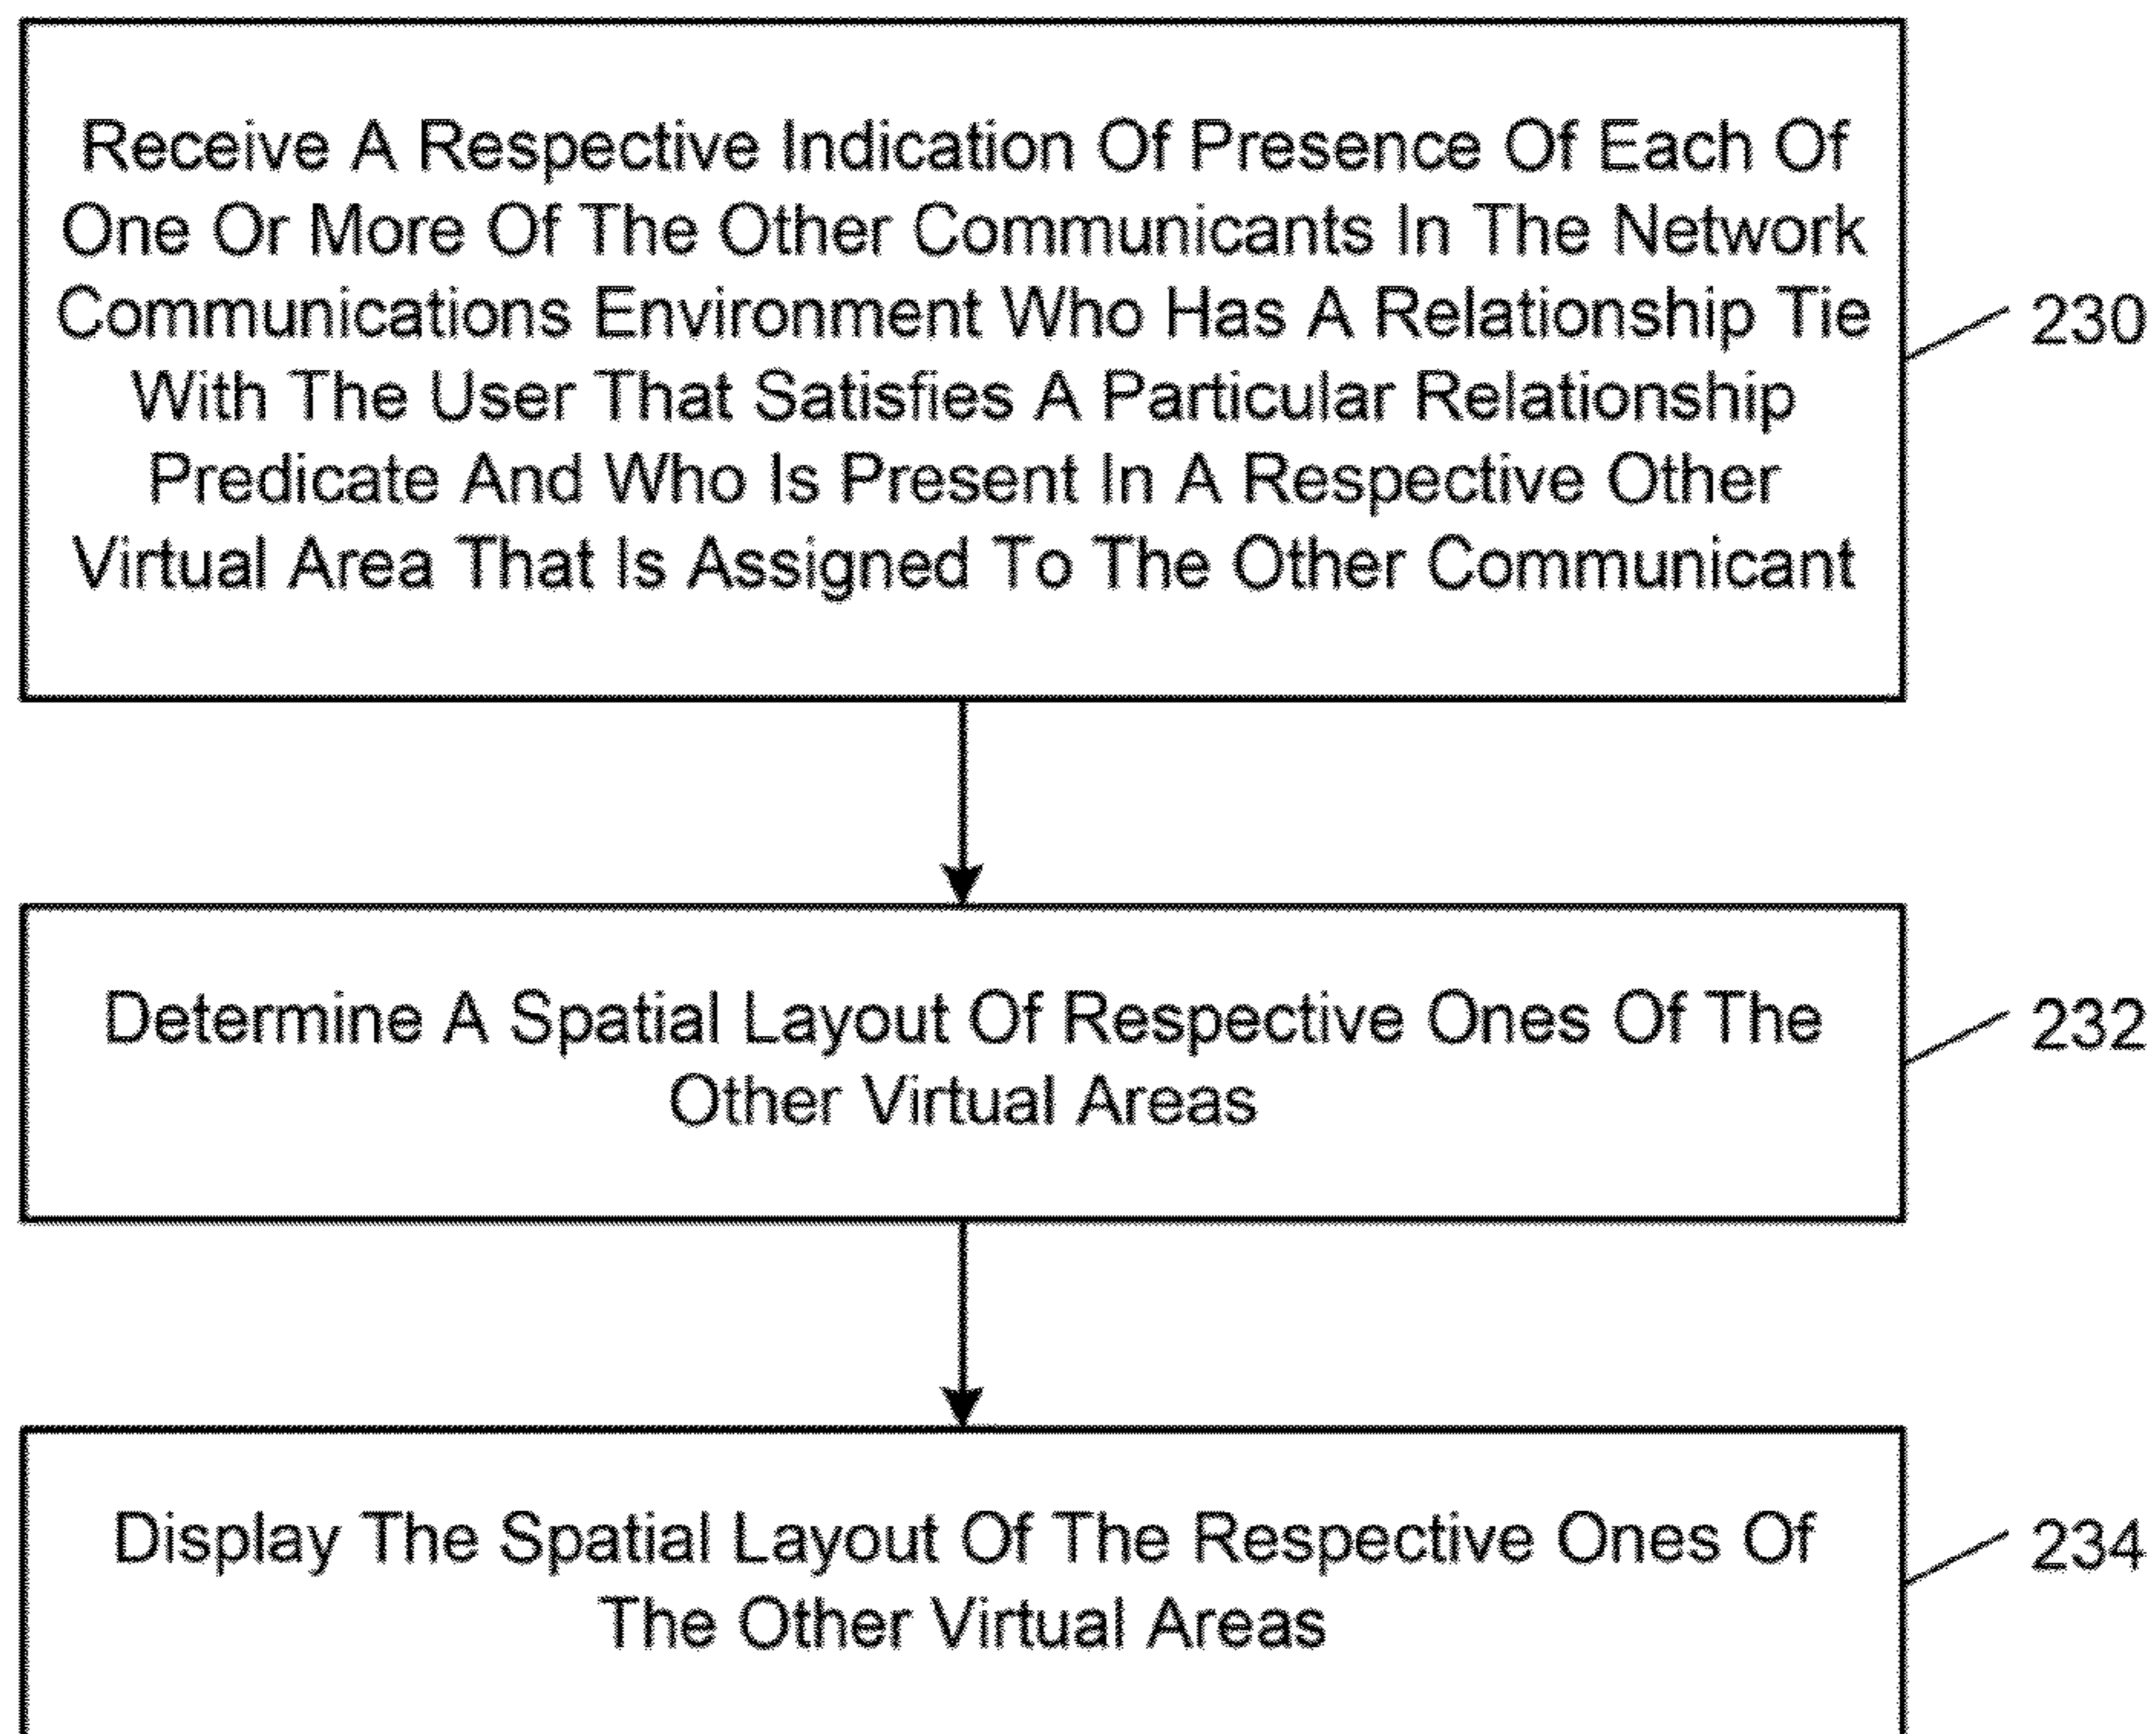 Receive A Respective Indication Of Presence Of Each Of
One Or More Of The Other Communicants In The Network
Communications Environment Who Has A Relationship Tie
With The User That Satisfies A Particular Relationship
Predicate And Who Is Present In A Respective Other
Virtual Area That Is Assigned To The Other Communicant
230
Determine A Spatial Layout Of Respective Ones Of The
Other Virtual Areas
232
Display The Spatial Layout Of The Respective Ones Of
The Other Virtual Areas
234